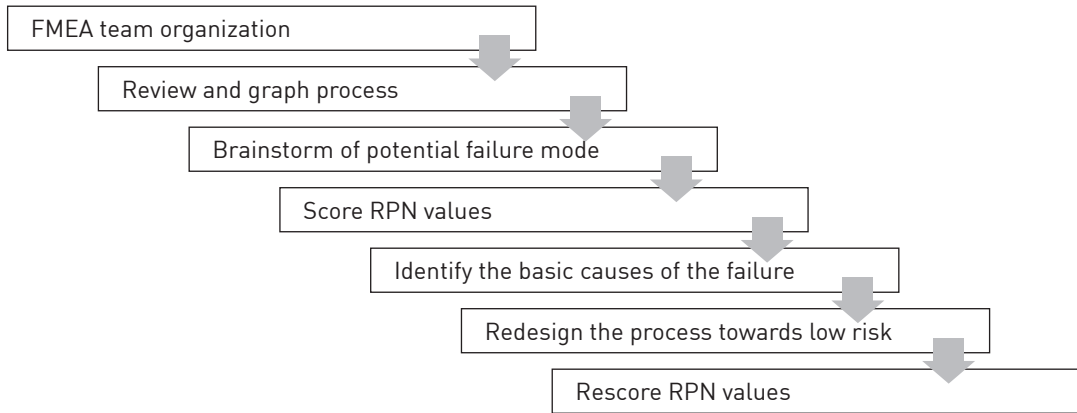 FMEA team organization
Review and graph process
Brainstorm of potential failure mode
Score RPN values
Identify the basic causes of the failure
Redesign the process towards low risk
Rescore RPN values